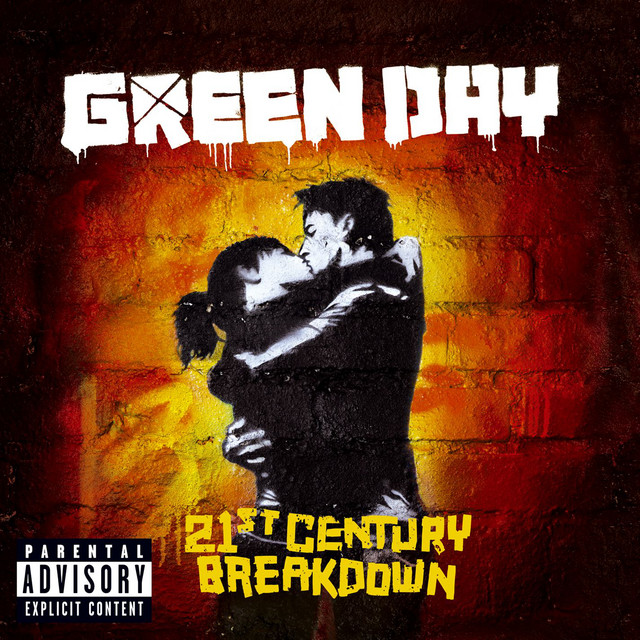 GREEN DAY
21ST CENTURY
BREAKDOWN
PARENTAL
ADVISORY
EXPLICIT CONTENT